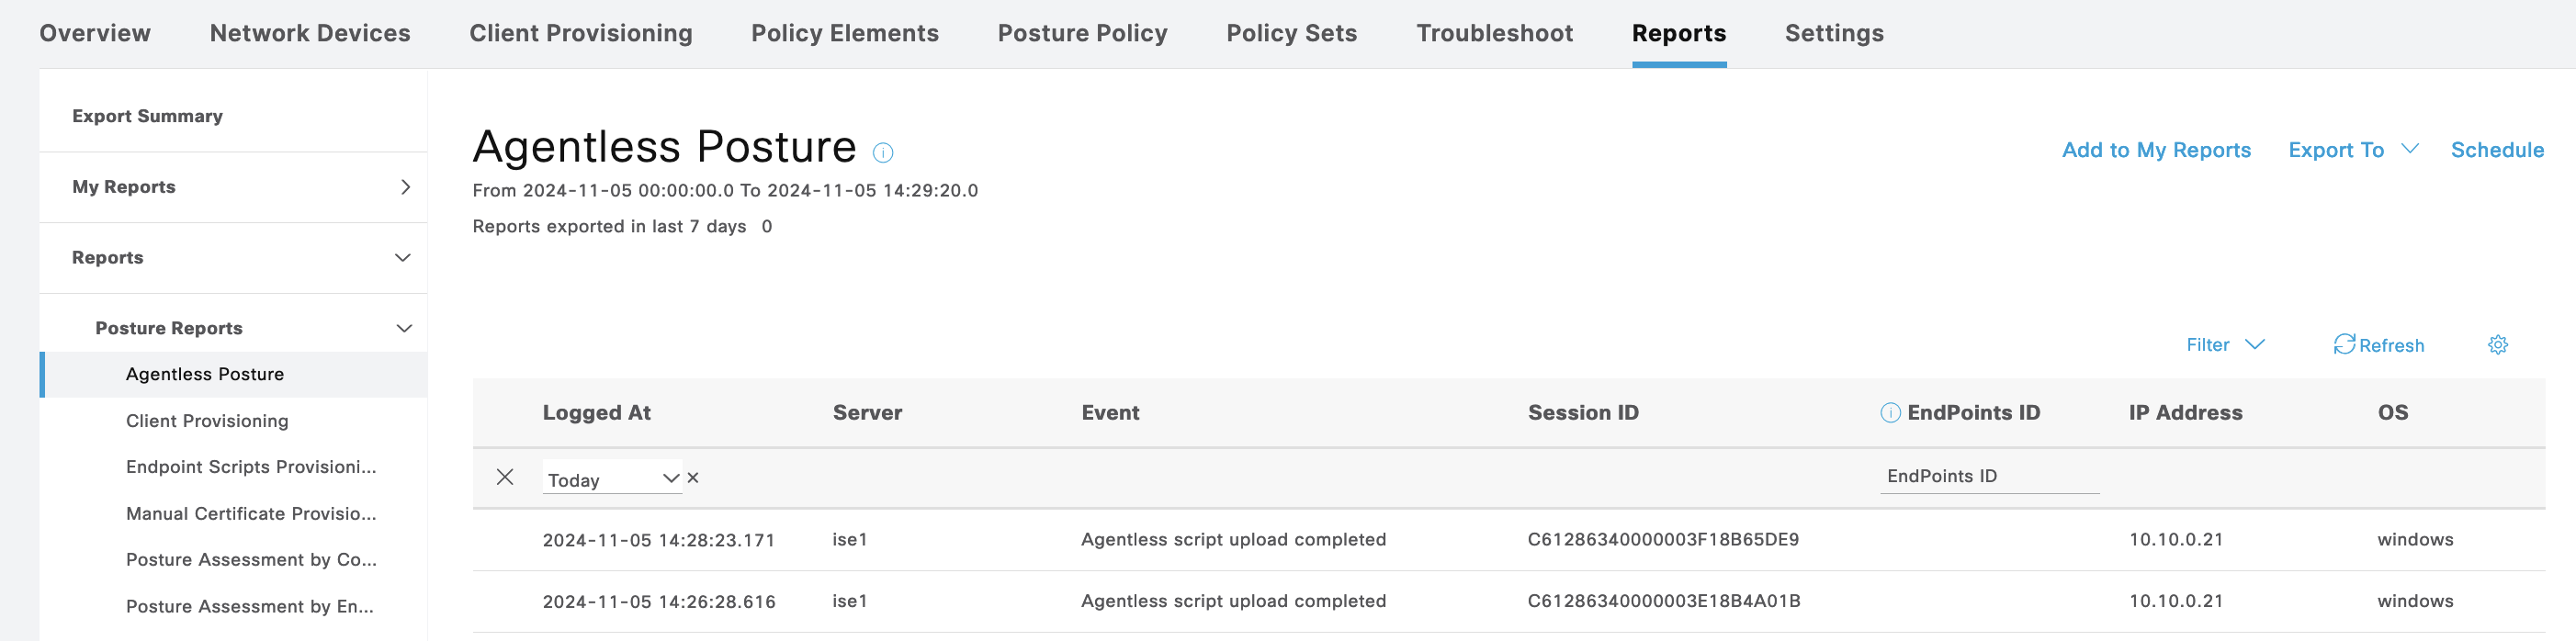 Overview Network Devices Client Provisioning Policy Elements Posture Policy Policy Sets Troubleshoot Reports Settings
Export Summary
My Reports
Reports
Posture Reports
Agentless Posture
Client Provisioning
Endpoint Scripts Provisioni...
Manual Certificate Provisio...
Posture Assessment by Co...
Posture Assessment by En...
Agentless Posture
Add to My Reports Export To Schedule
From 2024-11-05 00:00:00.0 To 2024-11-05 14:29:20.0
Reports exported in last 7 days 0
Filter Refresh
Logged At Server Event Session ID EndPoints ID IP Address OS
Today EndPoints ID
2024-11-05 14:28:23.171 ise1 Agentless script upload completed C61286340000003F18B65DE9 10.10.0.21 windows
2024-11-05 14:26:28.616 ise1 Agentless script upload completed C61286340000003E18B4A01B 10.10.0.21 windows